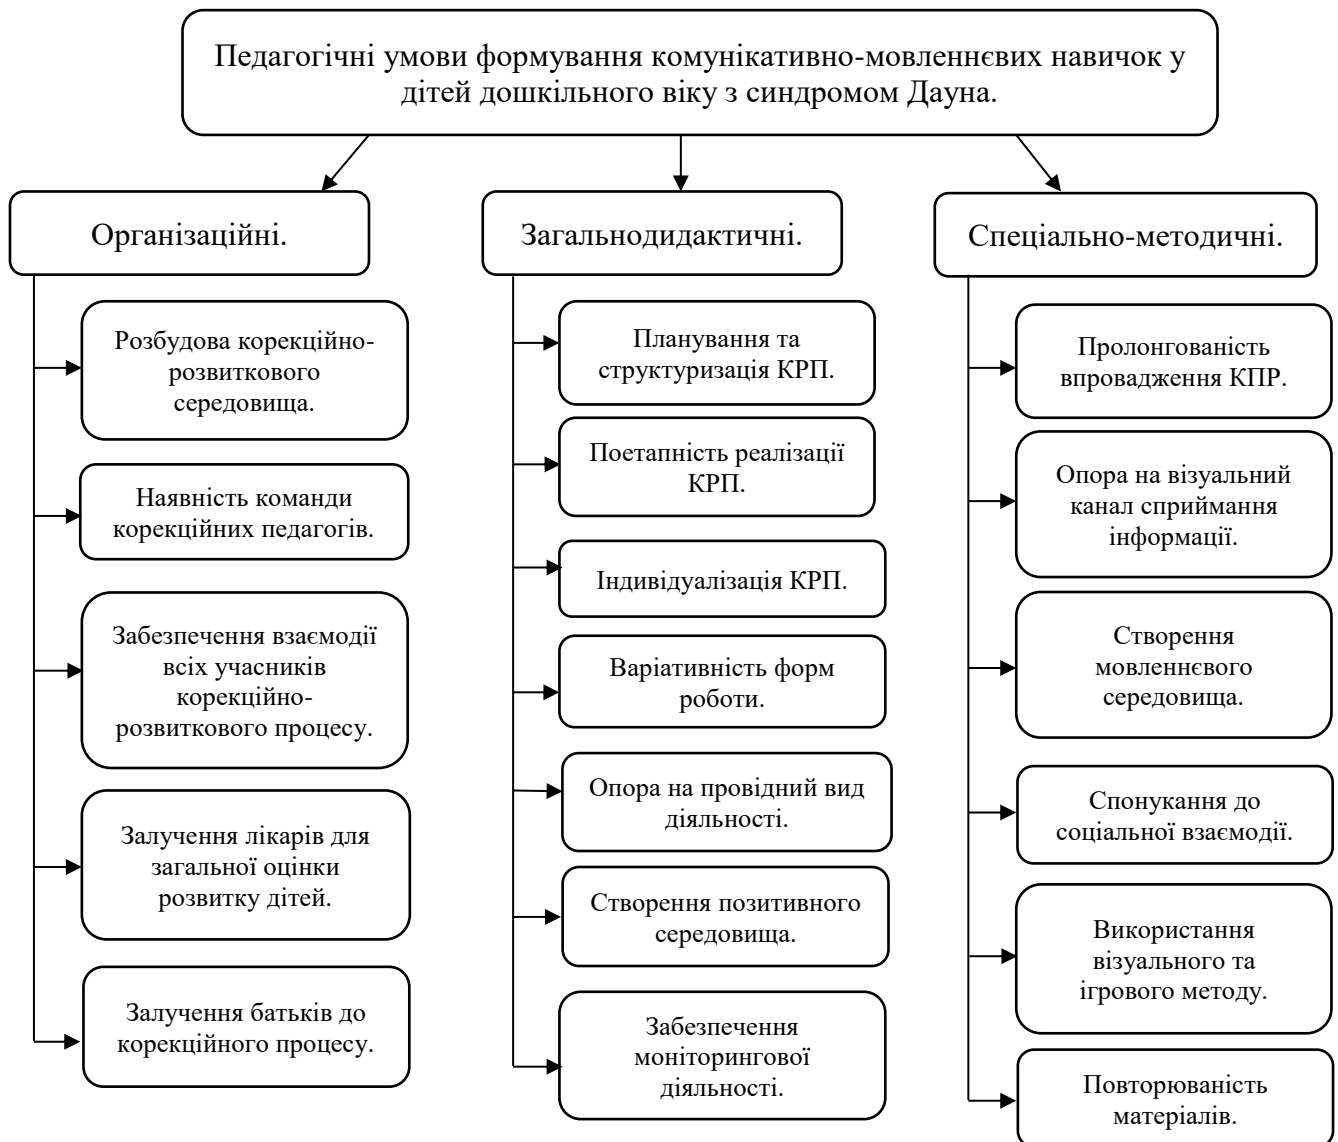 Педагогічні умови формування комунікативно-мовленнєвих навичок у
дітей дошкільного віку з синдромом Дауна.
Організаційні.
Розбудова корекційно-
розвиткового
середовища.
Наявність команди
корекційних педагогів.
Забезпечення взаємодії
всіх учасників
корекційно-
розвиткового процесу.
Залучення лікарів для
загальної оцінки
розвитку дітей.
Залучення батьків до
корекційного процесу.
Загальнодидактичні.
Планування та
структуризація КРП.
Поетапність реалізації
КРП.
Індивідуалізація КРП.
Варіативність форм
роботи.
Опора на провідний вид
діяльності.
Створення позитивного
середовища.
Забезпечення
моніторингової
діяльності.
Спеціально-методичні.
Пролонгованість
впровадження КПР.
Опора на візуальний
канал сприймання
інформації.
Створення
мовленнєвого
середовища.
Спонукання до
соціальної взаємодії.
Використання
візуального та
ігрового методу.
Повторюваність
матеріалів.